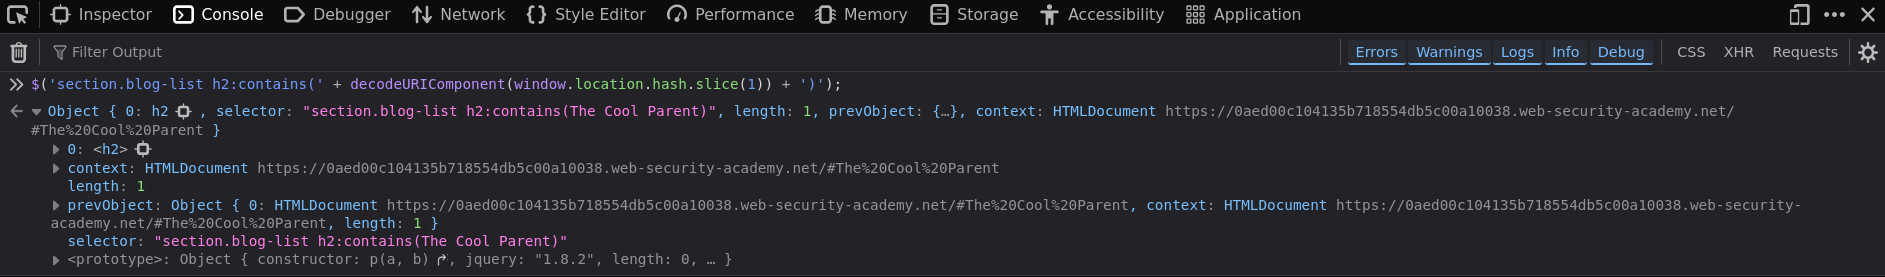 Inspector Console Debugger Network Style Editor Performance Memory Storage Accessibility Application
Filter Output Errors Warnings Logs Info Debug CSS XHR Requests
$('section.blog-list h2:contains(' + decodeURIComponent(window.location.hash.slice(1)) + ')');
Object { 0: h2 , selector: "section.blog-list h2:contains(The Cool Parent)", length: 1, prevObject: {…}, context: HTMLDocument https://0aed00c104135b718554db5c00a10038.web-security-academy.net/
#The%20Cool%20Parent }
0: <h2>
context: HTMLDocument https://0aed00c104135b718554db5c00a10038.web-security-academy.net/#The%20Cool%20Parent
length: 1
prevObject: Object { 0: HTMLDocument https://0aed00c104135b718554db5c00a10038.web-security-academy.net/#The%20Cool%20Parent, context: HTMLDocument https://0aed00c104135b718554db5c00a10038.web-security-
academy.net/#The%20Cool%20Parent, length: 1 }
selector: "section.blog-list h2:contains(The Cool Parent)"
<prototype>: Object { constructor: p(a, b) , jquery: "1.8.2", length: 0, … }